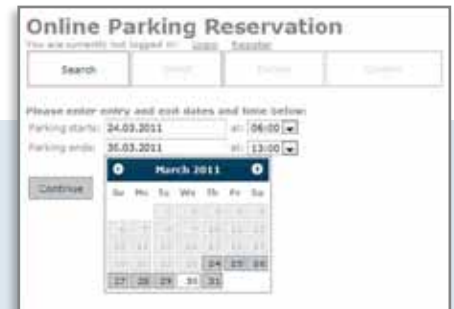 Online Parking Reservation
You are currently not logged in: Login Register
Search
Please enter entry and exit dates and time below:
Parking starts: 24.03.2011 at: 06:00
Parking ends: 30.03.2011 at: 13:00
Continue
March 2011
Su Mo Tu We Th Fr Sa
24 25 26
27 28 29 30 31